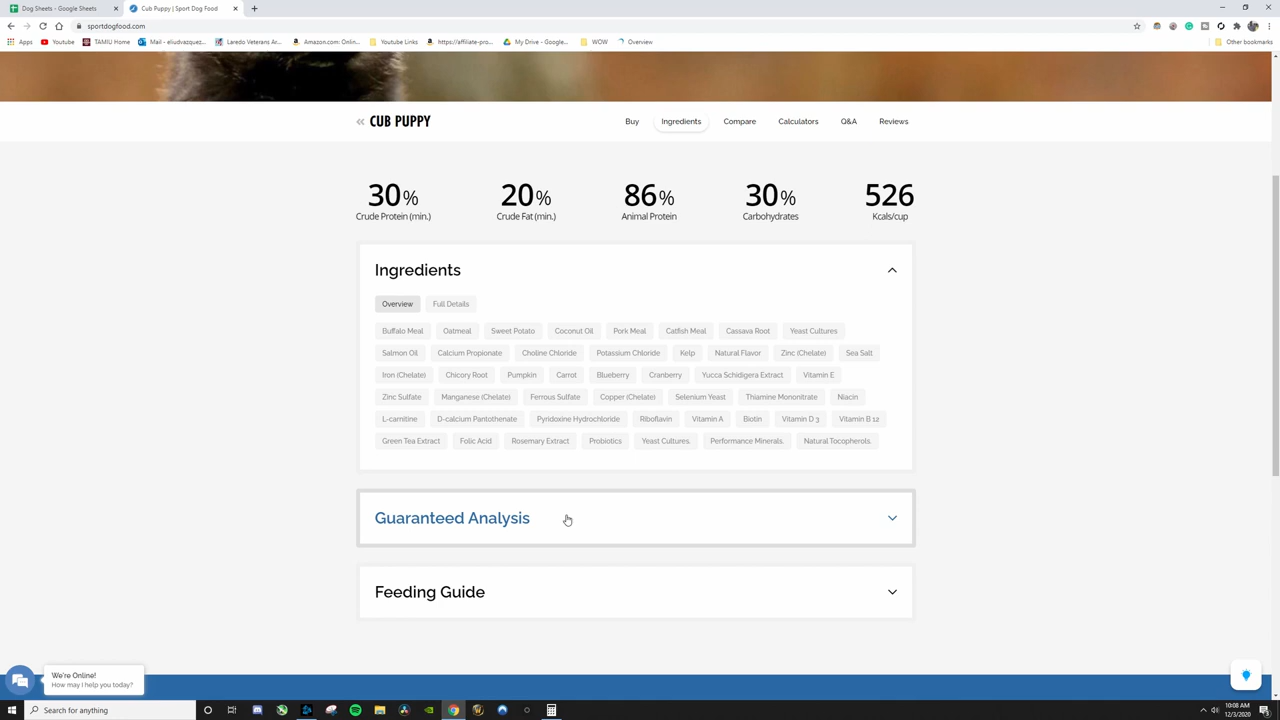 Dog Sheets - Google Sheets
Cub Puppy | Sport Dog Food
sportdogfood.com
Apps Youtube TAMIU Home Mail - eliudvazquez... Laredo Veterans Ar... Amazon.com: Onlin... Youtube Links https://affiliate-pro... My Drive - Google... WOW Overview Other bookmarks
CUB PUPPY Buy Ingredients Compare Calculators Q&A Reviews
30% 20% 86% 30% 526
Crude Protein (min.) Crude Fat (min.) Animal Protein Carbohydrates Kcals/cup
Ingredients
Overview Full Details
Buffalo Meal Oatmeal Sweet Potato Coconut Oil Pork Meal Catfish Meal Cassava Root Yeast Cultures
Salmon Oil Calcium Propionate Choline Chloride Potassium Chloride Kelp Natural Flavor Zinc (Chelate) Sea Salt
Iron (Chelate) Chicory Root Pumpkin Carrot Blueberry Cranberry Yucca Schidigera Extract Vitamin E
Zinc Sulfate Manganese (Chelate) Ferrous Sulfate Copper (Chelate) Selenium Yeast Thiamine Mononitrate Niacin
L-carnitine D-calcium Pantothenate Pyridoxine Hydrochloride Riboflavin Vitamin A Biotin Vitamin D 3 Vitamin B 12
Green Tea Extract Folic Acid Rosemary Extract Probiotics Yeast Cultures. Performance Minerals. Natural Tocopherols.
Guaranteed Analysis
Feeding Guide
We're Online!
How may I help you today?
Search for anything
10:08 AM
12/3/2020